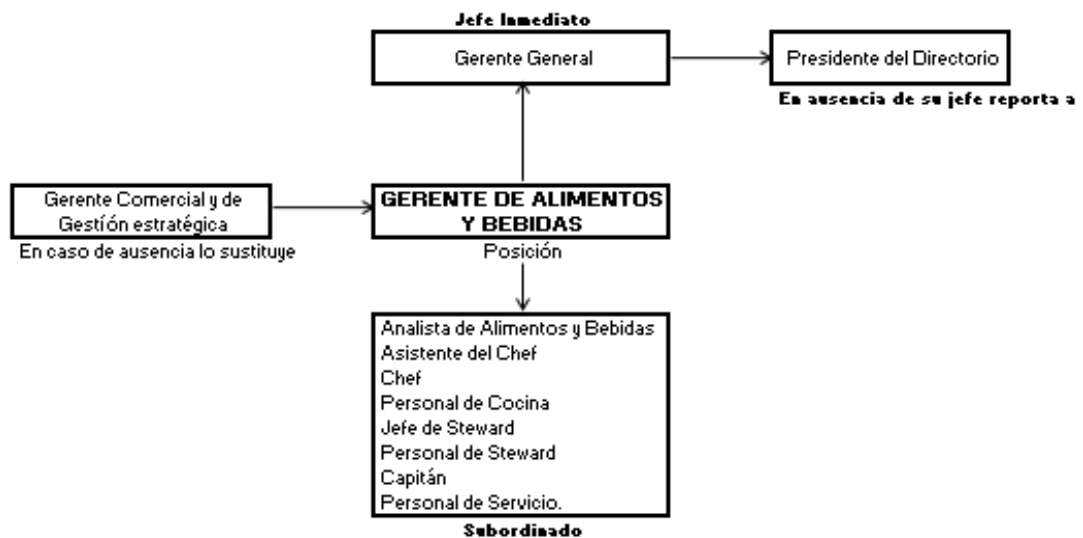 Jefe Inmediato
Gerente General
Presidente del Directorio
En ausencia de su jefe reporta a
Gerente Comercial y de
Gestíón estratégica
En caso de ausencia lo sustituye
GERENTE DE ALIMENTOS
Y BEBIDAS
Posición
Analista de Alimentos y Bebidas
Asistente del Chef
Chef
Personal de Cocina
Jefe de Steward
Personal de Steward
Capitán
Personal de Servicio.
Subordinado